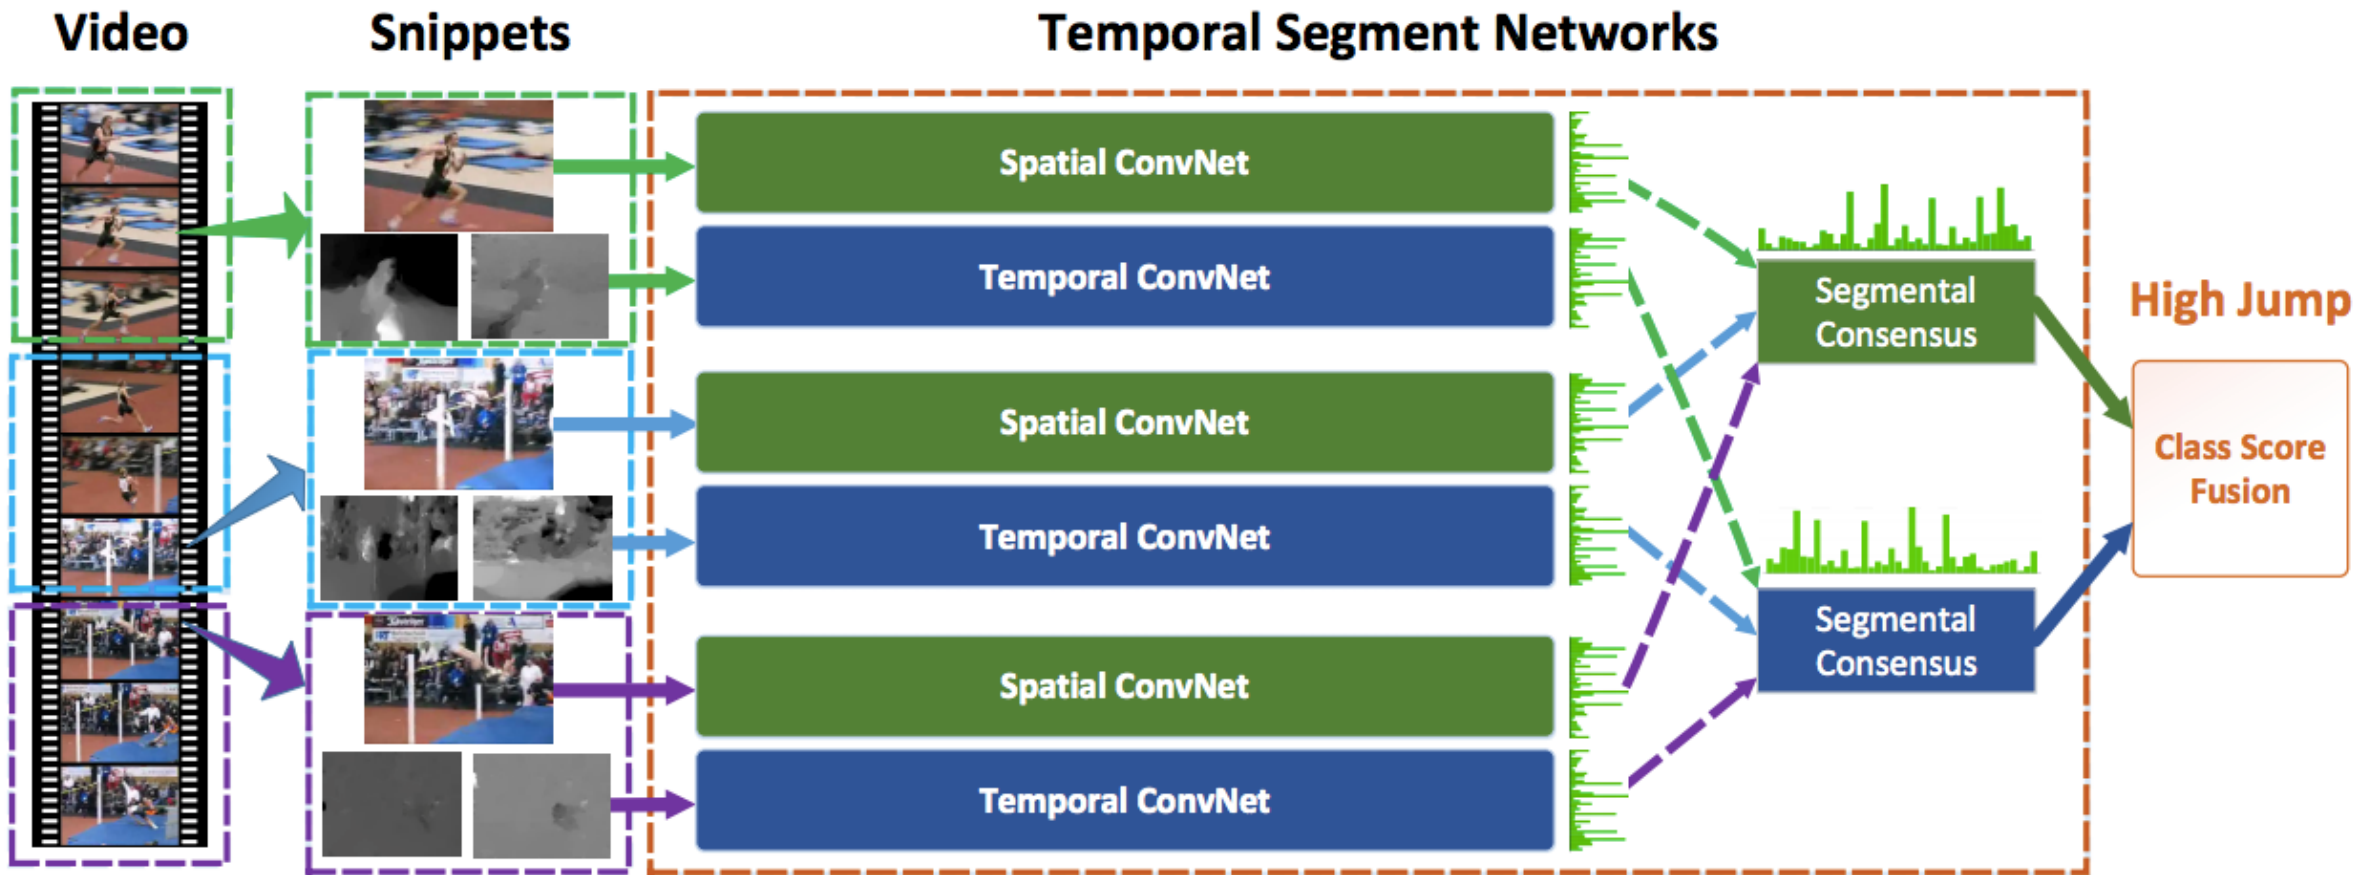 Video
Snippets
Temporal Segment Networks
Spatial ConvNet
Temporal ConvNet
Spatial ConvNet
Temporal ConvNet
Spatial ConvNet
Temporal ConvNet
Segmental
Consensus
Segmental
Consensus
High Jump
Class Score
Fusion